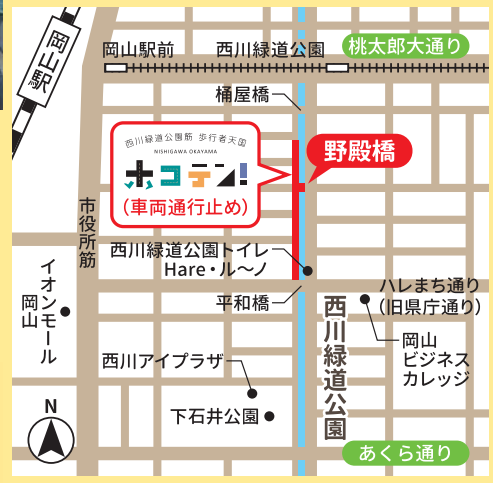 岡山駅
岡山駅前
西川緑道公園
桃太郎大通り
桶屋橋
西川緑道公園筋 歩行者天国
NISHIGAWA OKAYAMA
ホコテン!
(車両通行止め)
野殿橋
市役所筋
西川緑道公園トイレ
Hare・ル〜ノ
イオンモール
岡山
平和橋
ハレまち通り
(旧県庁通り)
西川緑道公園
岡山
ビジネス
カレッジ
西川アイプラザ
下石井公園
N
あくら通り